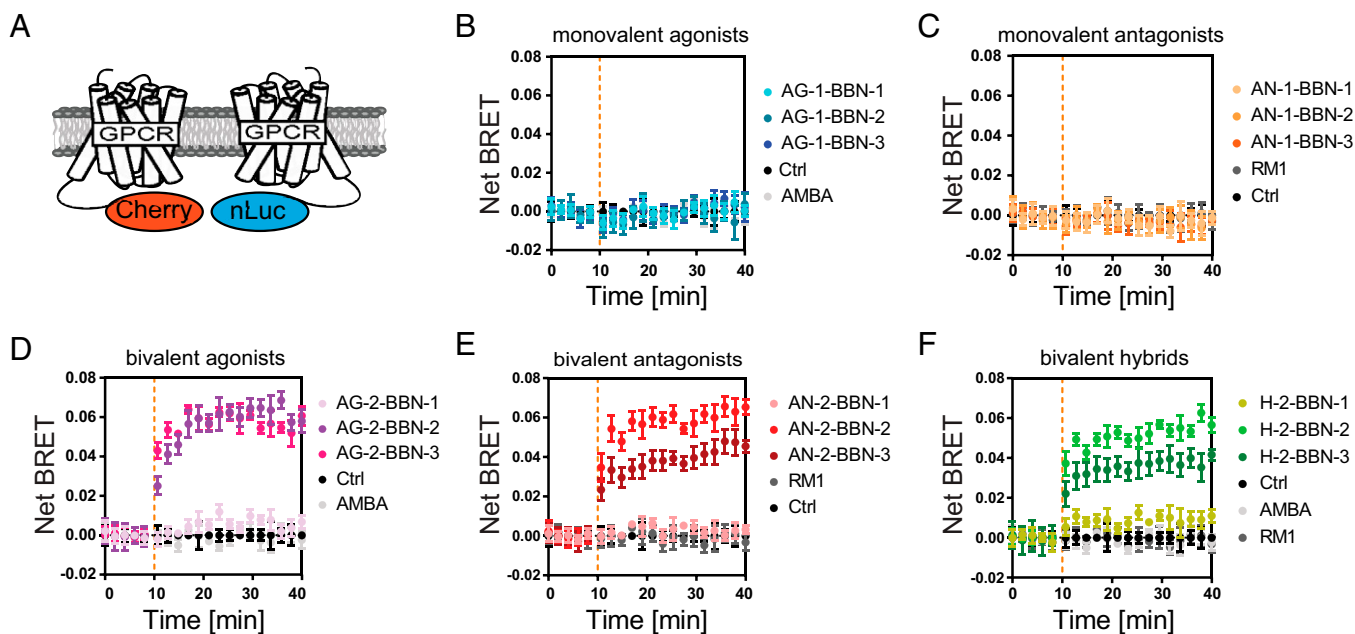 A
GPCR
GPCR
Cherry
nLuc
B
monovalent agonists
Net BRET
0.08
0.06
0.04
0.02
0.00
-0.02
0
10
20
30
40
Time [min]
AG-1-BBN-1
AG-1-BBN-2
AG-1-BBN-3
Ctrl
AMBA
C
monovalent antagonists
Net BRET
0.08
0.06
0.04
0.02
0.00
-0.02
0
10
20
30
40
Time [min]
AN-1-BBN-1
AN-1-BBN-2
AN-1-BBN-3
RM1
Ctrl
D
bivalent agonists
Net BRET
0.08
0.06
0.04
0.02
0.00
-0.02
0
10
20
30
40
Time [min]
AG-2-BBN-1
AG-2-BBN-2
AG-2-BBN-3
Ctrl
AMBA
E
bivalent antagonists
Net BRET
0.08
0.06
0.04
0.02
0.00
-0.02
0
10
20
30
40
Time [min]
AN-2-BBN-1
AN-2-BBN-2
AN-2-BBN-3
RM1
Ctrl
F
bivalent hybrids
Net BRET
0.08
0.06
0.04
0.02
0.00
-0.02
0
10
20
30
40
Time [min]
H-2-BBN-1
H-2-BBN-2
H-2-BBN-3
Ctrl
AMBA
RM1